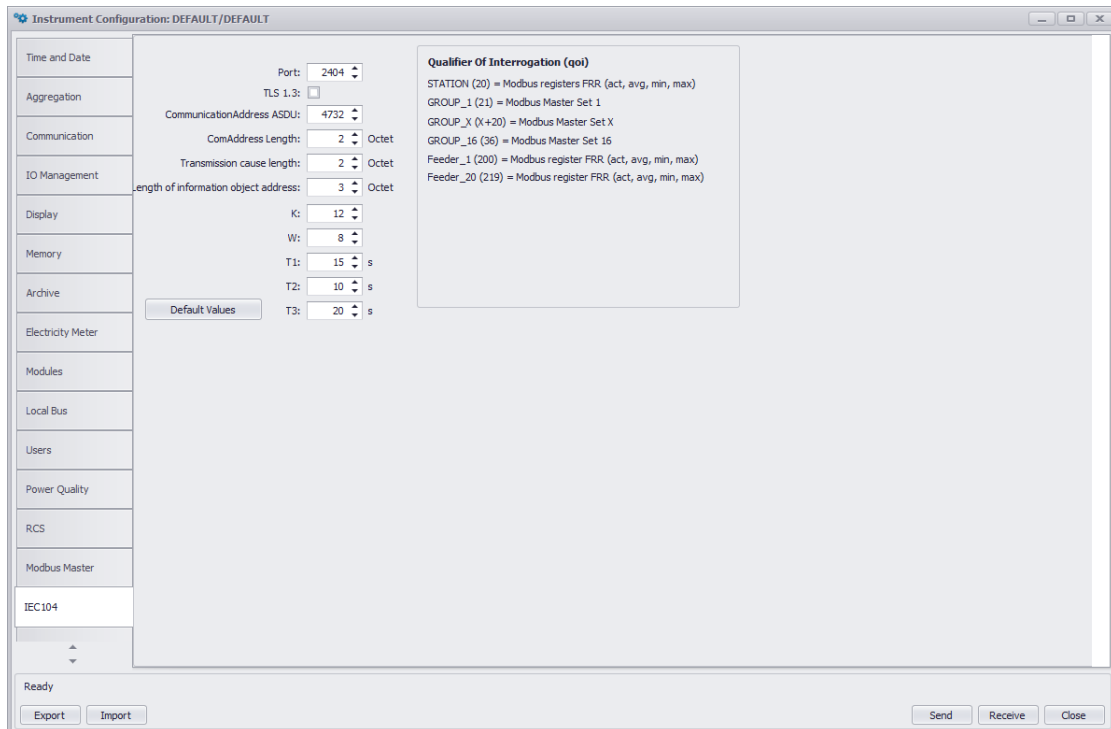 Instrument Configuration: DEFAULT/DEFAULT
Time and Date
Aggregation
Communication
IO Management
Display
Memory
Archive
Electricity Meter
Modules
Local Bus
Users
Power Quality
RCS
Modbus Master
IEC104
Port: 2404
TLS 1.3:
CommunicationAddress ASDU: 4732
ComAddress Length: 2 Octet
Transmission cause length: 2 Octet
ength of information object address: 3 Octet
K: 12
W: 8
T1: 15 s
T2: 10 s
Default Values T3: 20 s
Qualifier Of Interrogation (qoi)
STATION (20) = Modbus registers FRR (act, avg, min, max)
GROUP_1 (21) = Modbus Master Set 1
GROUP_X (X+20) = Modbus Master Set X
GROUP_16 (36) = Modbus Master Set 16
Feeder_1 (200) = Modbus register FRR (act, avg, min, max)
Feeder_20 (219) = Modbus register FRR (act, avg, min, max)
Ready
Export Import Send Receive Close